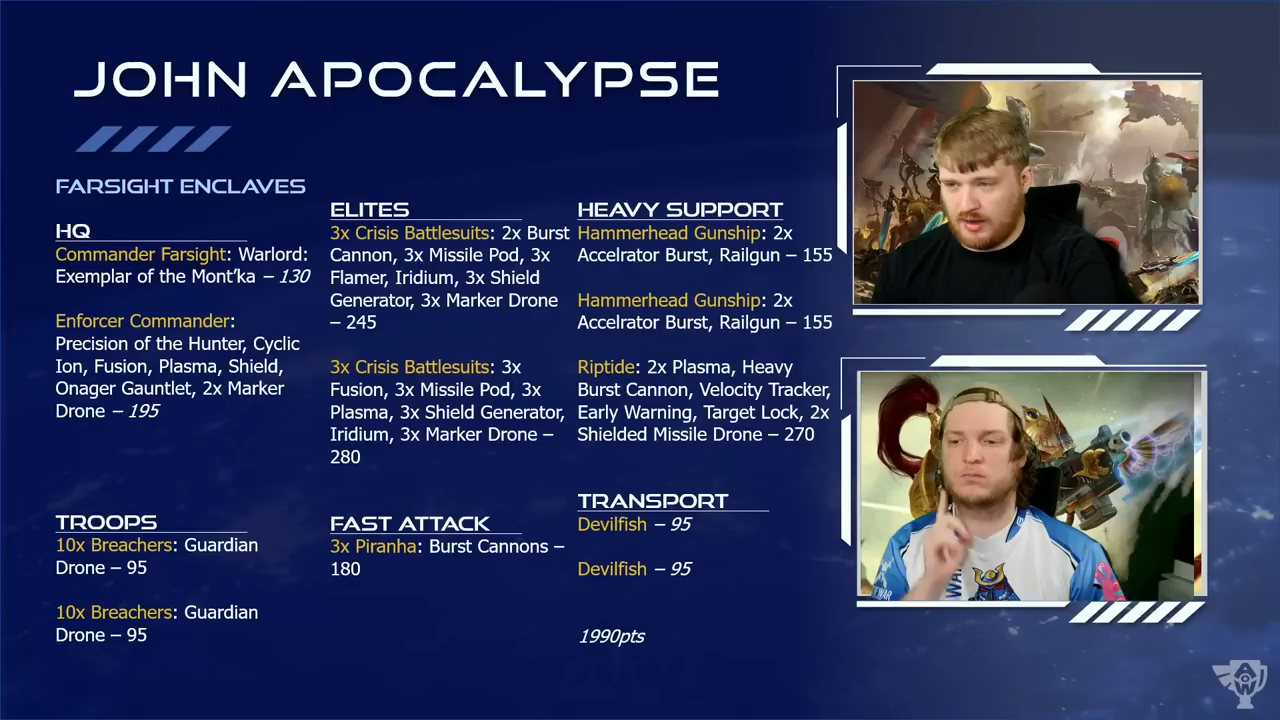 JOHN APOCALYPSE
FARSIGHT ENCLAVES
HQ
Commander Farsight: Warlord:
Exemplar of the Mont'ka – 130
Enforcer Commander:
Precision of the Hunter, Cyclic
Ion, Fusion, Plasma, Shield,
Onager Gauntlet, 2x Marker
Drone – 195
TROOPS
10x Breachers: Guardian
Drone – 95
10x Breachers: Guardian
Drone – 95
ELITES
3x Crisis Battlesuits: 2x Burst
Cannon, 3x Missile Pod, 3x
Flamer, Iridium, 3x Shield
Generator, 3x Marker Drone
– 245
3x Crisis Battlesuits: 3x
Fusion, 3x Missile Pod, 3x
Plasma, 3x Shield Generator,
Iridium, 3x Marker Drone –
280
FAST ATTACK
3x Piranha: Burst Cannons –
180
HEAVY SUPPORT
Hammerhead Gunship: 2x
Accelrator Burst, Railgun – 155
Hammerhead Gunship: 2x
Accelrator Burst, Railgun – 155
Riptide: 2x Plasma, Heavy
Burst Cannon, Velocity Tracker,
Early Warning, Target Lock, 2x
Shielded Missile Drone – 270
TRANSPORT
Devilfish – 95
Devilfish – 95
1990pts